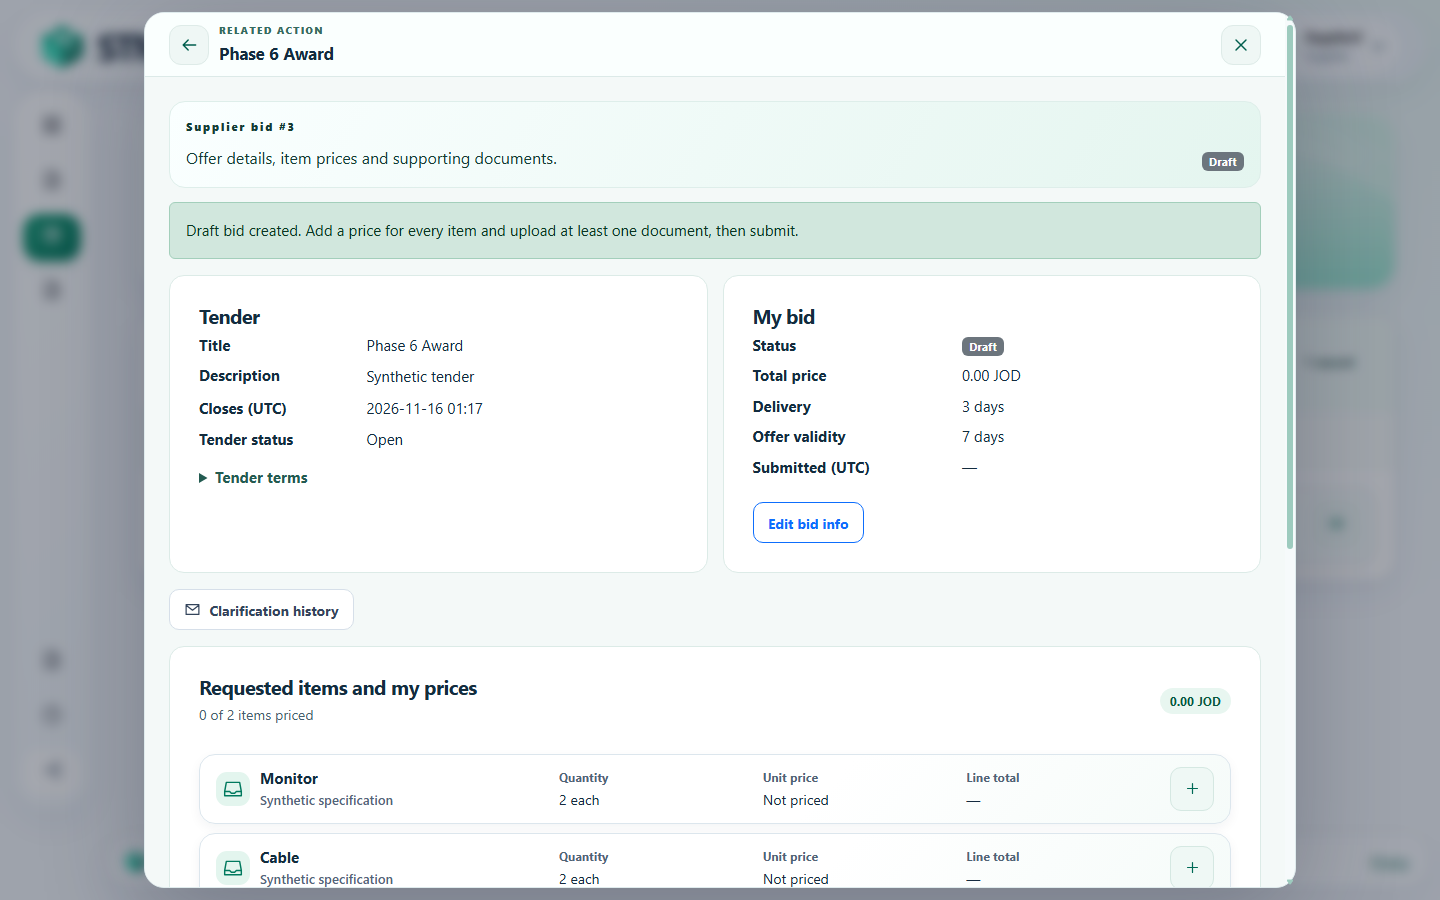 RELATED ACTION
Phase 6 Award
Supplier bid #3
Offer details, item prices and supporting documents.
Draft
Draft bid created. Add a price for every item and upload at least one document, then submit.
Tender
Title Phase 6 Award
Description Synthetic tender
Closes (UTC) 2026-11-16 01:17
Tender status Open
Tender terms
My bid
Status Draft
Total price 0.00 JOD
Delivery 3 days
Offer validity 7 days
Submitted (UTC) —
Edit bid info
Clarification history
Requested items and my prices
0 of 2 items priced
0.00 JOD
Monitor Quantity Unit price Line total
Synthetic specification 2 each Not priced —
Cable Quantity Unit price Line total
Synthetic specification 2 each Not priced —